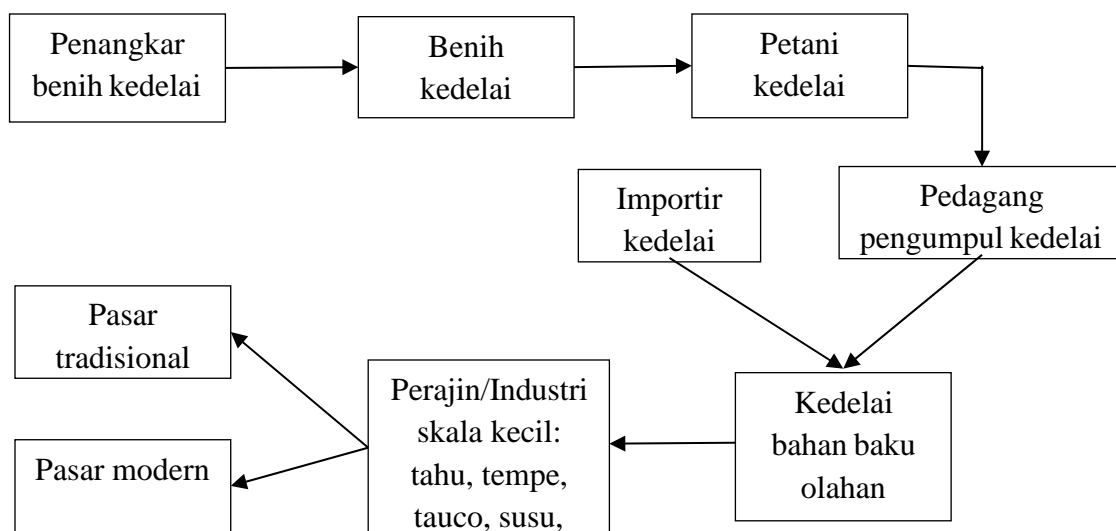 Penangkar
benih kedelai
Benih
kedelai
Petani
kedelai
Importir
kedelai
Pedagang
pengumpul kedelai
Pasar
tradisional
Perajin/Industri
skala kecil:
tahu, tempe,
tauco, susu,
Kedelai
bahan baku
olahan
Pasar modern